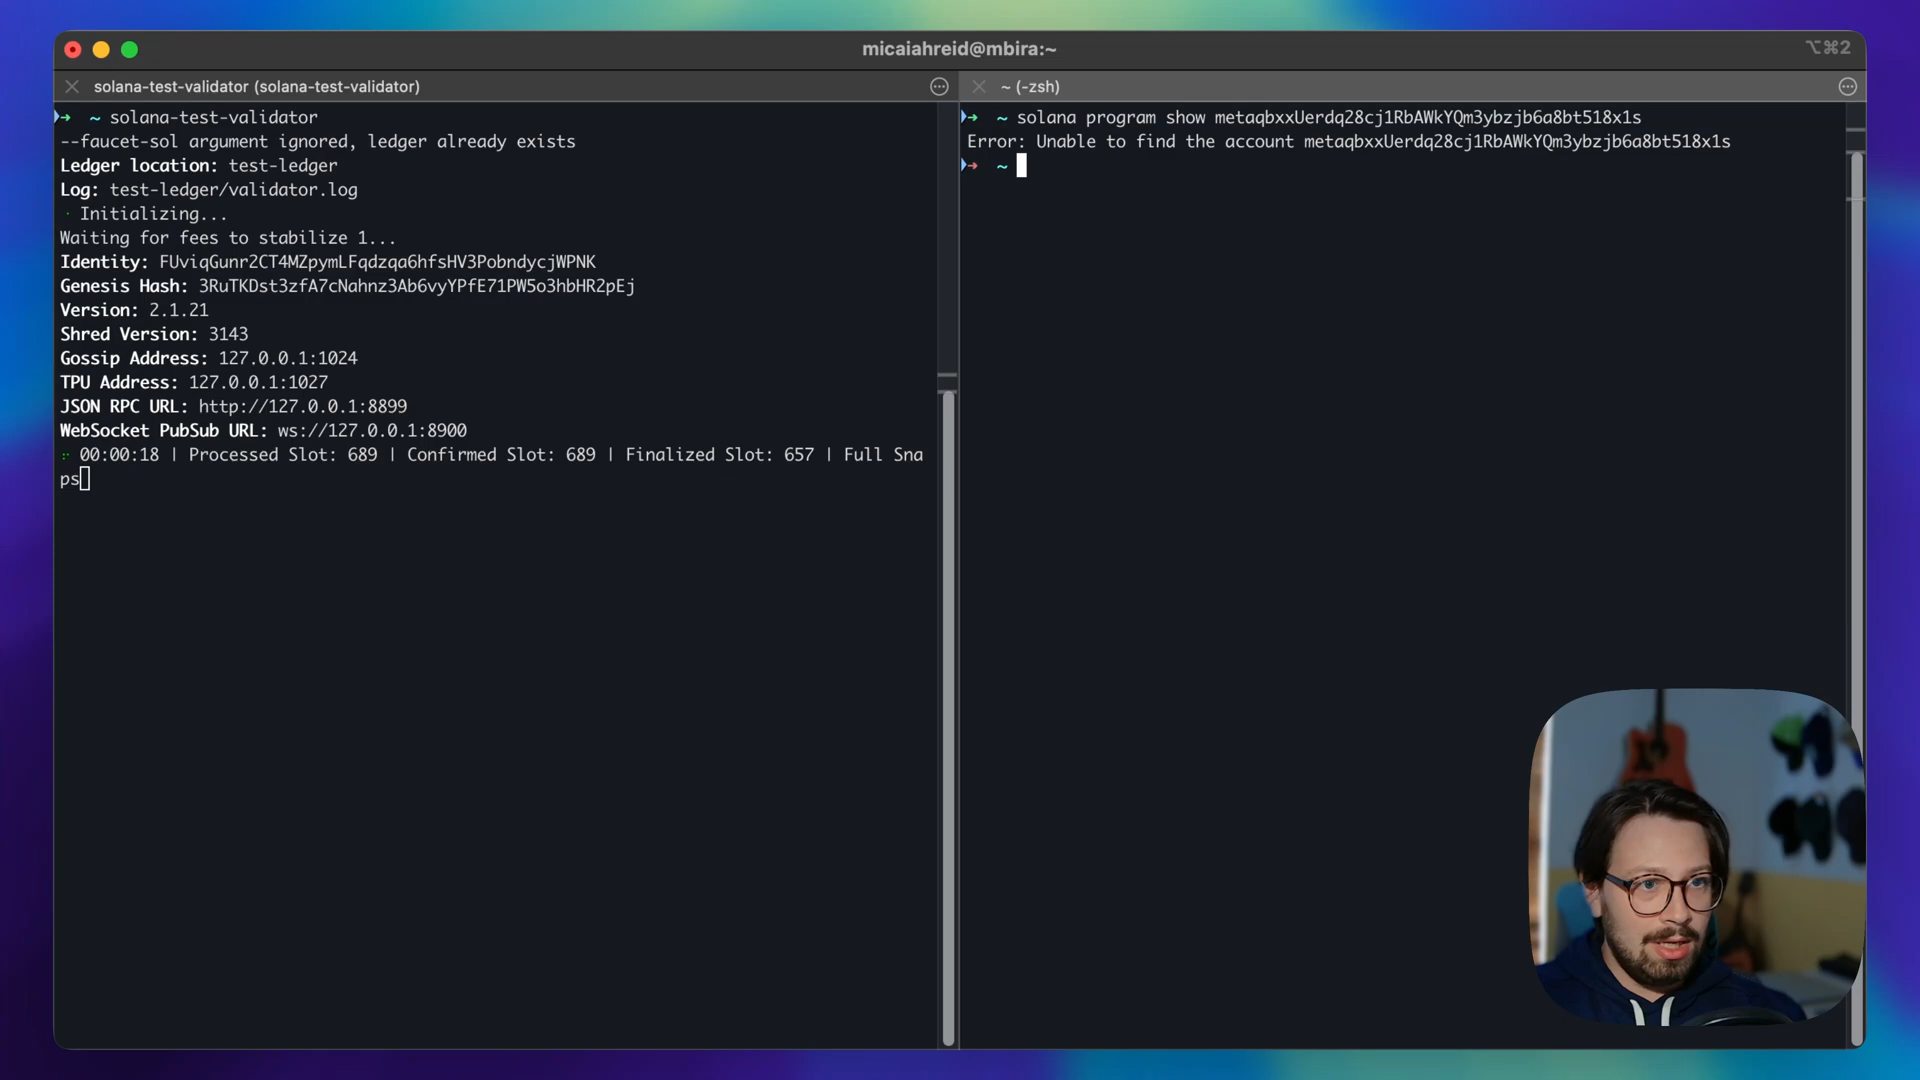 micaiahreid@mbira:~
⌥⌘2
solana-test-validator (solana-test-validator)
~ (-zsh)
➜ ~ solana-test-validator
--faucet-sol argument ignored, ledger already exists
Ledger location: test-ledger
Log: test-ledger/validator.log
Initializing...
Waiting for fees to stabilize 1...
Identity: FUviqGunr2CT4MZpymLFqdzqa6hfsHV3PobndycjWPNK
Genesis Hash: 3RuTKDst3zfA7cNahnz3Ab6vyYPfE71PW5o3hbHR2pEj
Version: 2.1.21
Shred Version: 3143
Gossip Address: 127.0.0.1:1024
TPU Address: 127.0.0.1:1027
JSON RPC URL: http://127.0.0.1:8899
WebSocket PubSub URL: ws://127.0.0.1:8900
00:00:18 | Processed Slot: 689 | Confirmed Slot: 689 | Finalized Slot: 657 | Full Sna
ps
➜ ~ solana program show metaqbxxUerdq28cj1RbAWkYQm3ybzjb6a8bt518x1s
Error: Unable to find the account metaqbxxUerdq28cj1RbAWkYQm3ybzjb6a8bt518x1s
➜ ~